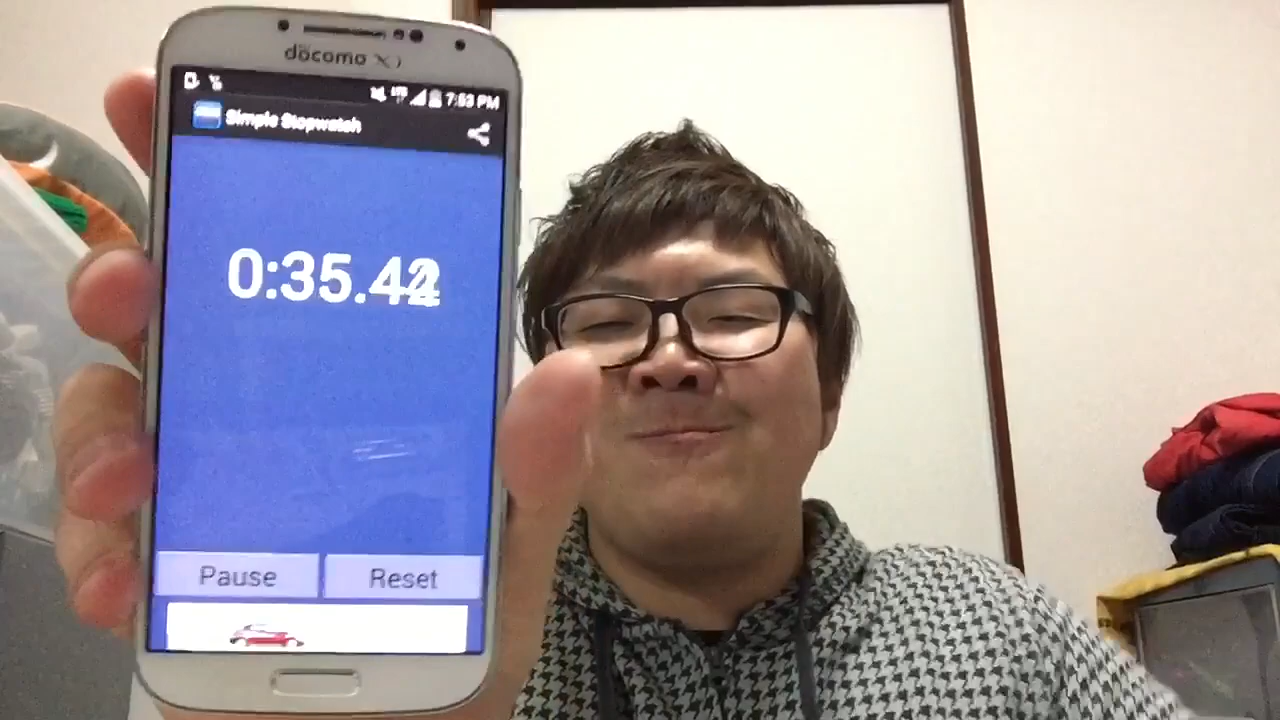 docomo Xi
7:53 PM
Simple Stopwatch
0:35.42
Pause
Reset